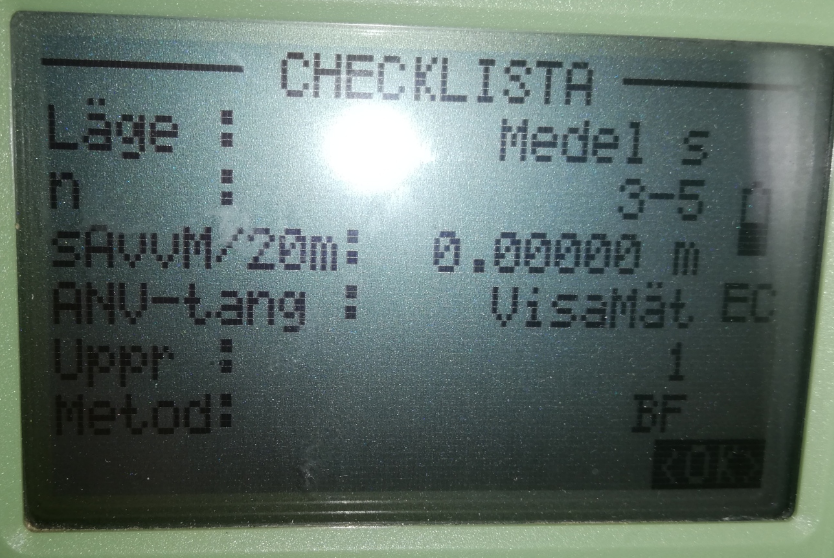 CHECKLISTA
Läge : Medel s
n : 3-5
sAvvM/20m: 0.00000 m
ANV-tang : VisaMät EC
Uppr : 1
Metod: BF
<OK>